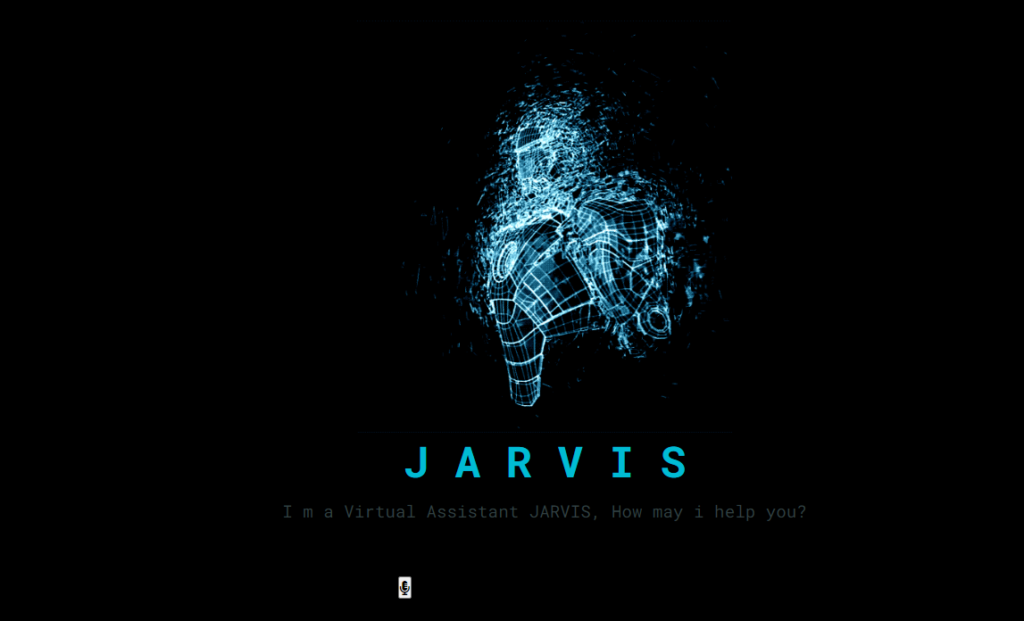 J A R V I S
I m a Virtual Assistant JARVIS, How may i help you?